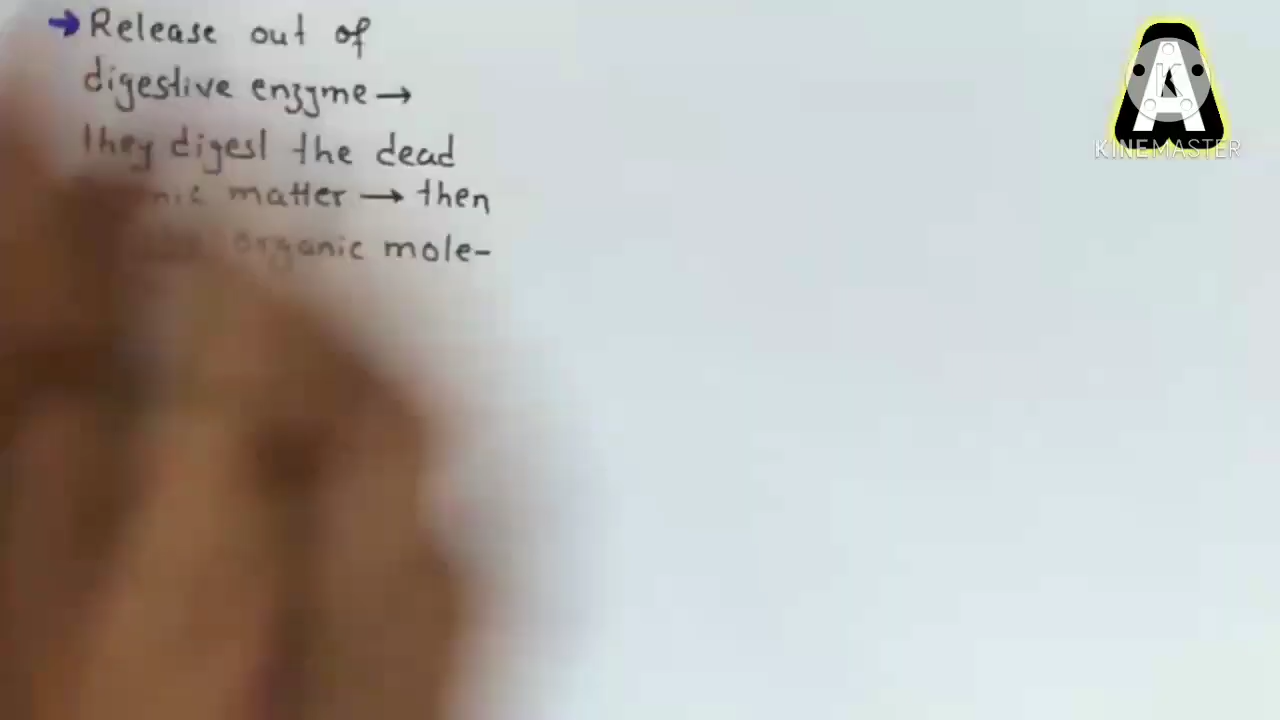 → Release out of
digestive enzyme →
they digest the dead
matter → then
organic mole-
A
K
KINEMASTER